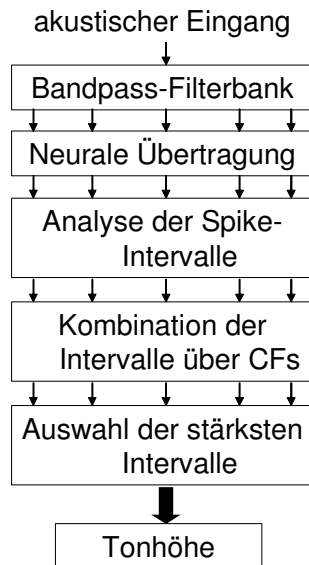 akustischer Eingang
Bandpass-Filterbank
Neurale Übertragung
Analyse der Spike-
Intervalle
Kombination der
Intervalle über CFs
Auswahl der stärksten
Intervalle
Tonhöhe